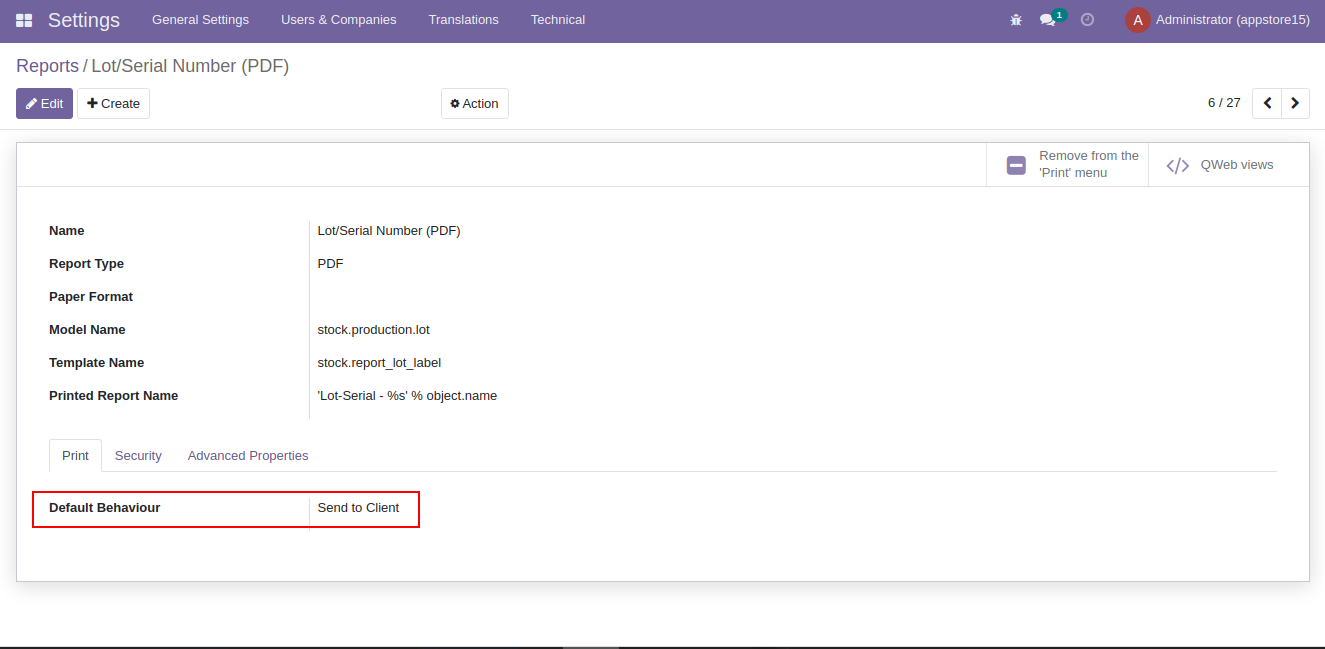 Settings General Settings Users & Companies Translations Technical 1 A Administrator (appstore15)
Reports / Lot/Serial Number (PDF)
Edit Create Action 6 / 27
Remove from the
'Print' menu
QWeb views
Name Lot/Serial Number (PDF)
Report Type PDF
Paper Format
Model Name stock.production.lot
Template Name stock.report_lot_label
Printed Report Name 'Lot-Serial - %s' % object.name
Print Security Advanced Properties
Default Behaviour Send to Client